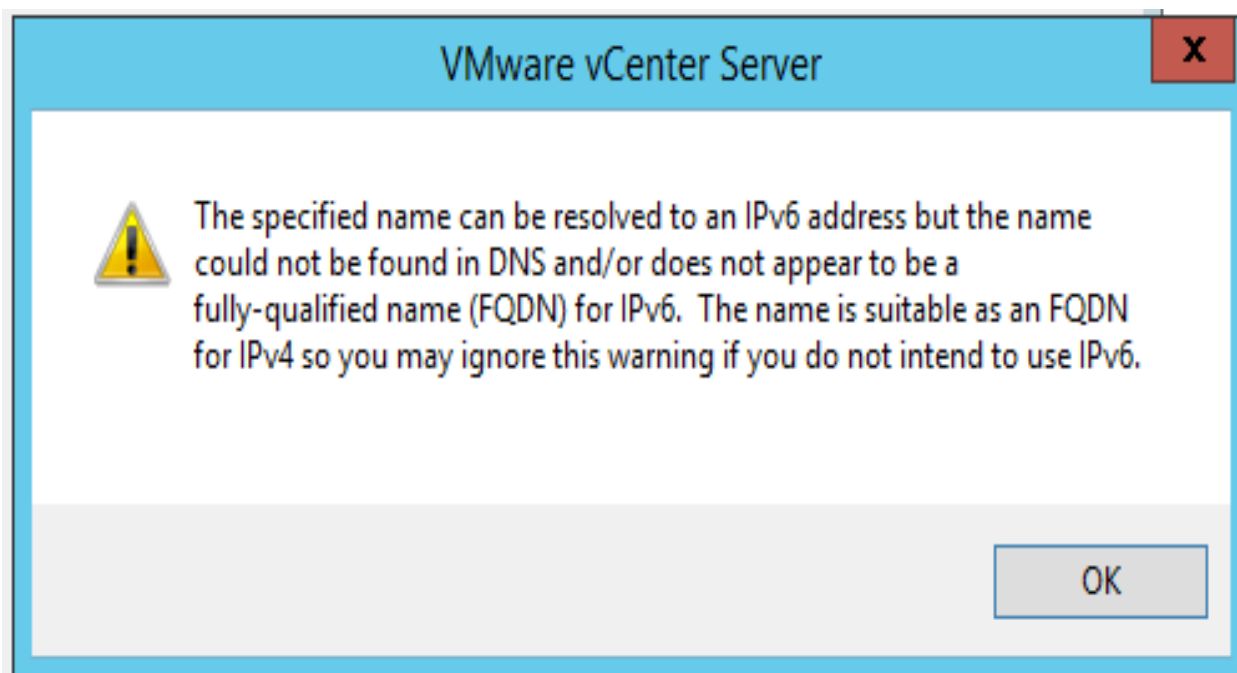 VMware vCenter Server
X
The specified name can be resolved to an IPv6 address but the name
could not be found in DNS and/or does not appear to be a
fully-qualified name (FQDN) for IPv6.  The name is suitable as an FQDN
for IPv4 so you may ignore this warning if you do not intend to use IPv6.
OK